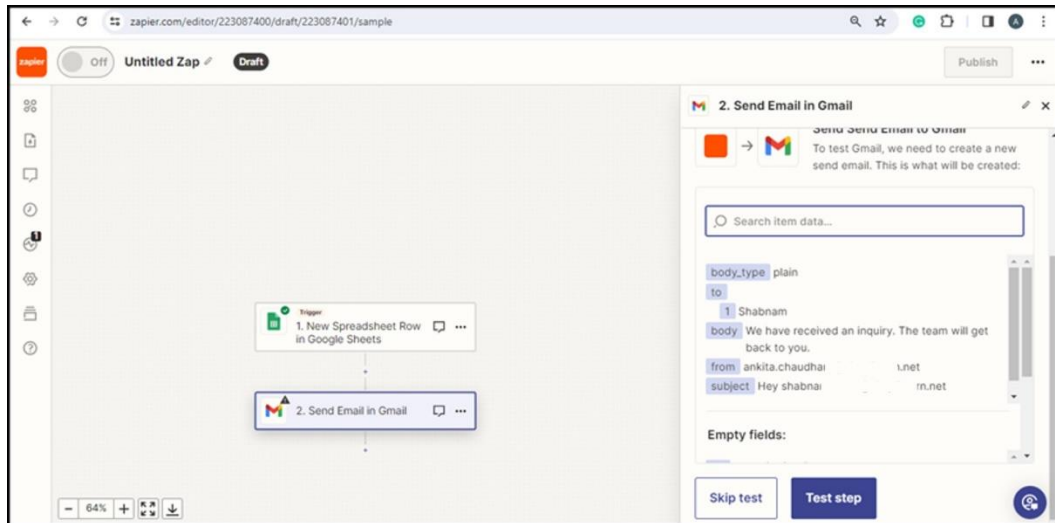 zapier.com/editor/223087400/draft/223087401/sample
zapier
Off
Untitled Zap
Draft
Publish
2. Send Email in Gmail
Send Send Email to Gmail
To test Gmail, we need to create a new
send email. This is what will be created:
Search item data...
body_type plain
to
1 Shabnam
body We have received an inquiry. The team will get
back to you.
from ankita.chaudhar .net
subject Hey shabna rn.net
Empty fields:
Skip test
Test step
Trigger
1. New Spreadsheet Row
in Google Sheets
2. Send Email in Gmail
64%